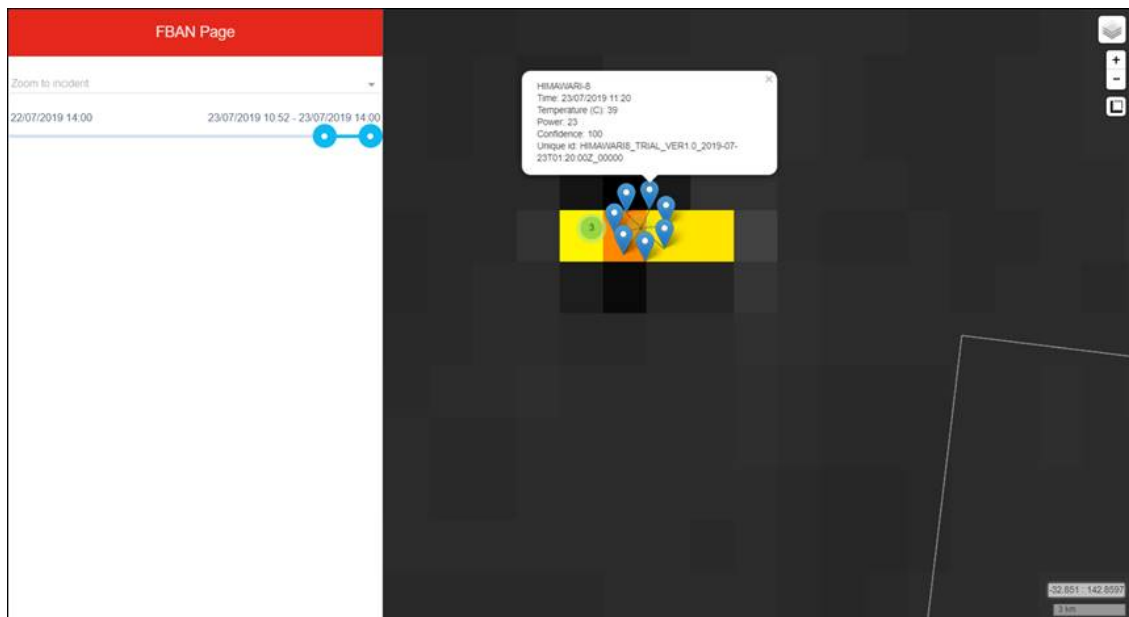 FBAN Page
Zoom to incident
22/07/2019 14:00
23/07/2019 10:52 - 23/07/2019 14:00
HIMAWARI-8
Time: 23/07/2019 11:20
Temperature (C): 39
Power: 23
Confidence: 100
Unique id: HIMAWARI8_TRIAL_VER1.0_2019-07-
23T01:20:00Z_00000
×
+
-
3
-32.851 : 142.8597
3 km